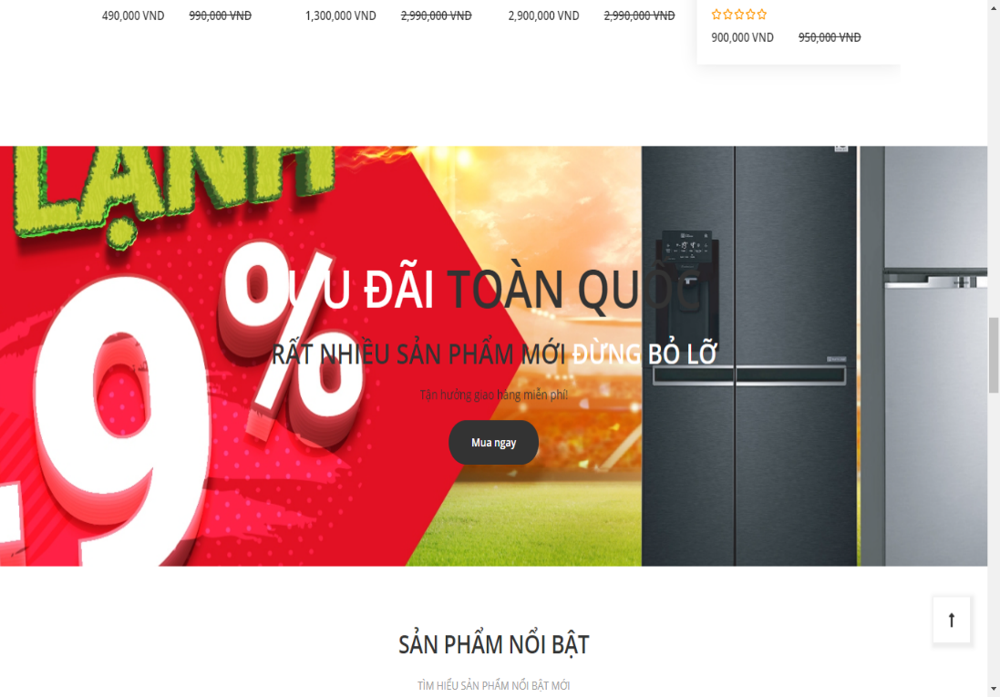 490,000 VND 990,000 VND 1,300,000 VND 2,990,000 VND 2,900,000 VND 2,990,000 VND
900,000 VND 950,000 VND
LẠNH
.9%
ƯU ĐÃI TOÀN QUỐC
RẤT NHIỀU SẢN PHẨM MỚI ĐỪNG BỎ LỠ
Tận hưởng giao hàng miễn phí!
Mua ngay
SẢN PHẨM NỔI BẬT
TÌM HIỂU SẢN PHẨM NỔI BẬT MỚI